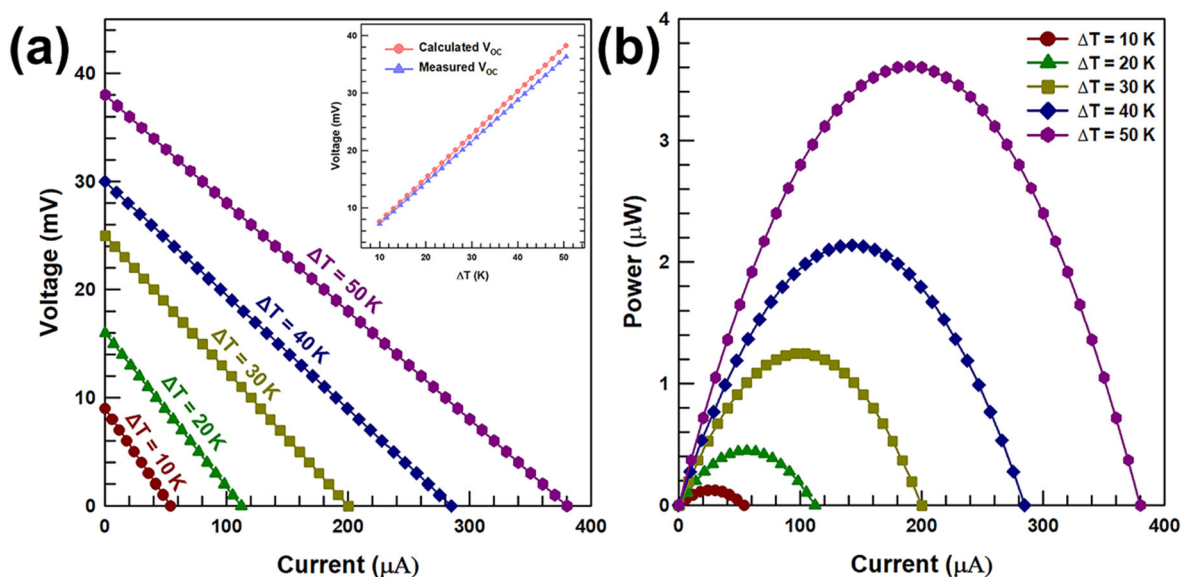 (a)
Voltage (mV)
40
30
20
10
0
0
100
200
300
400
Current (μA)
ΔT = 50 K
ΔT = 40 K
ΔT = 30 K
ΔT = 20 K
ΔT = 10 K
Calculated VOC
Measured VOC
Voltage (mV)
40
30
20
10
10
20
30
40
50
ΔT (K)
(b)
Power (μW)
4
3
2
1
0
0
100
200
300
400
Current (μA)
ΔT = 10 K
ΔT = 20 K
ΔT = 30 K
ΔT = 40 K
ΔT = 50 K